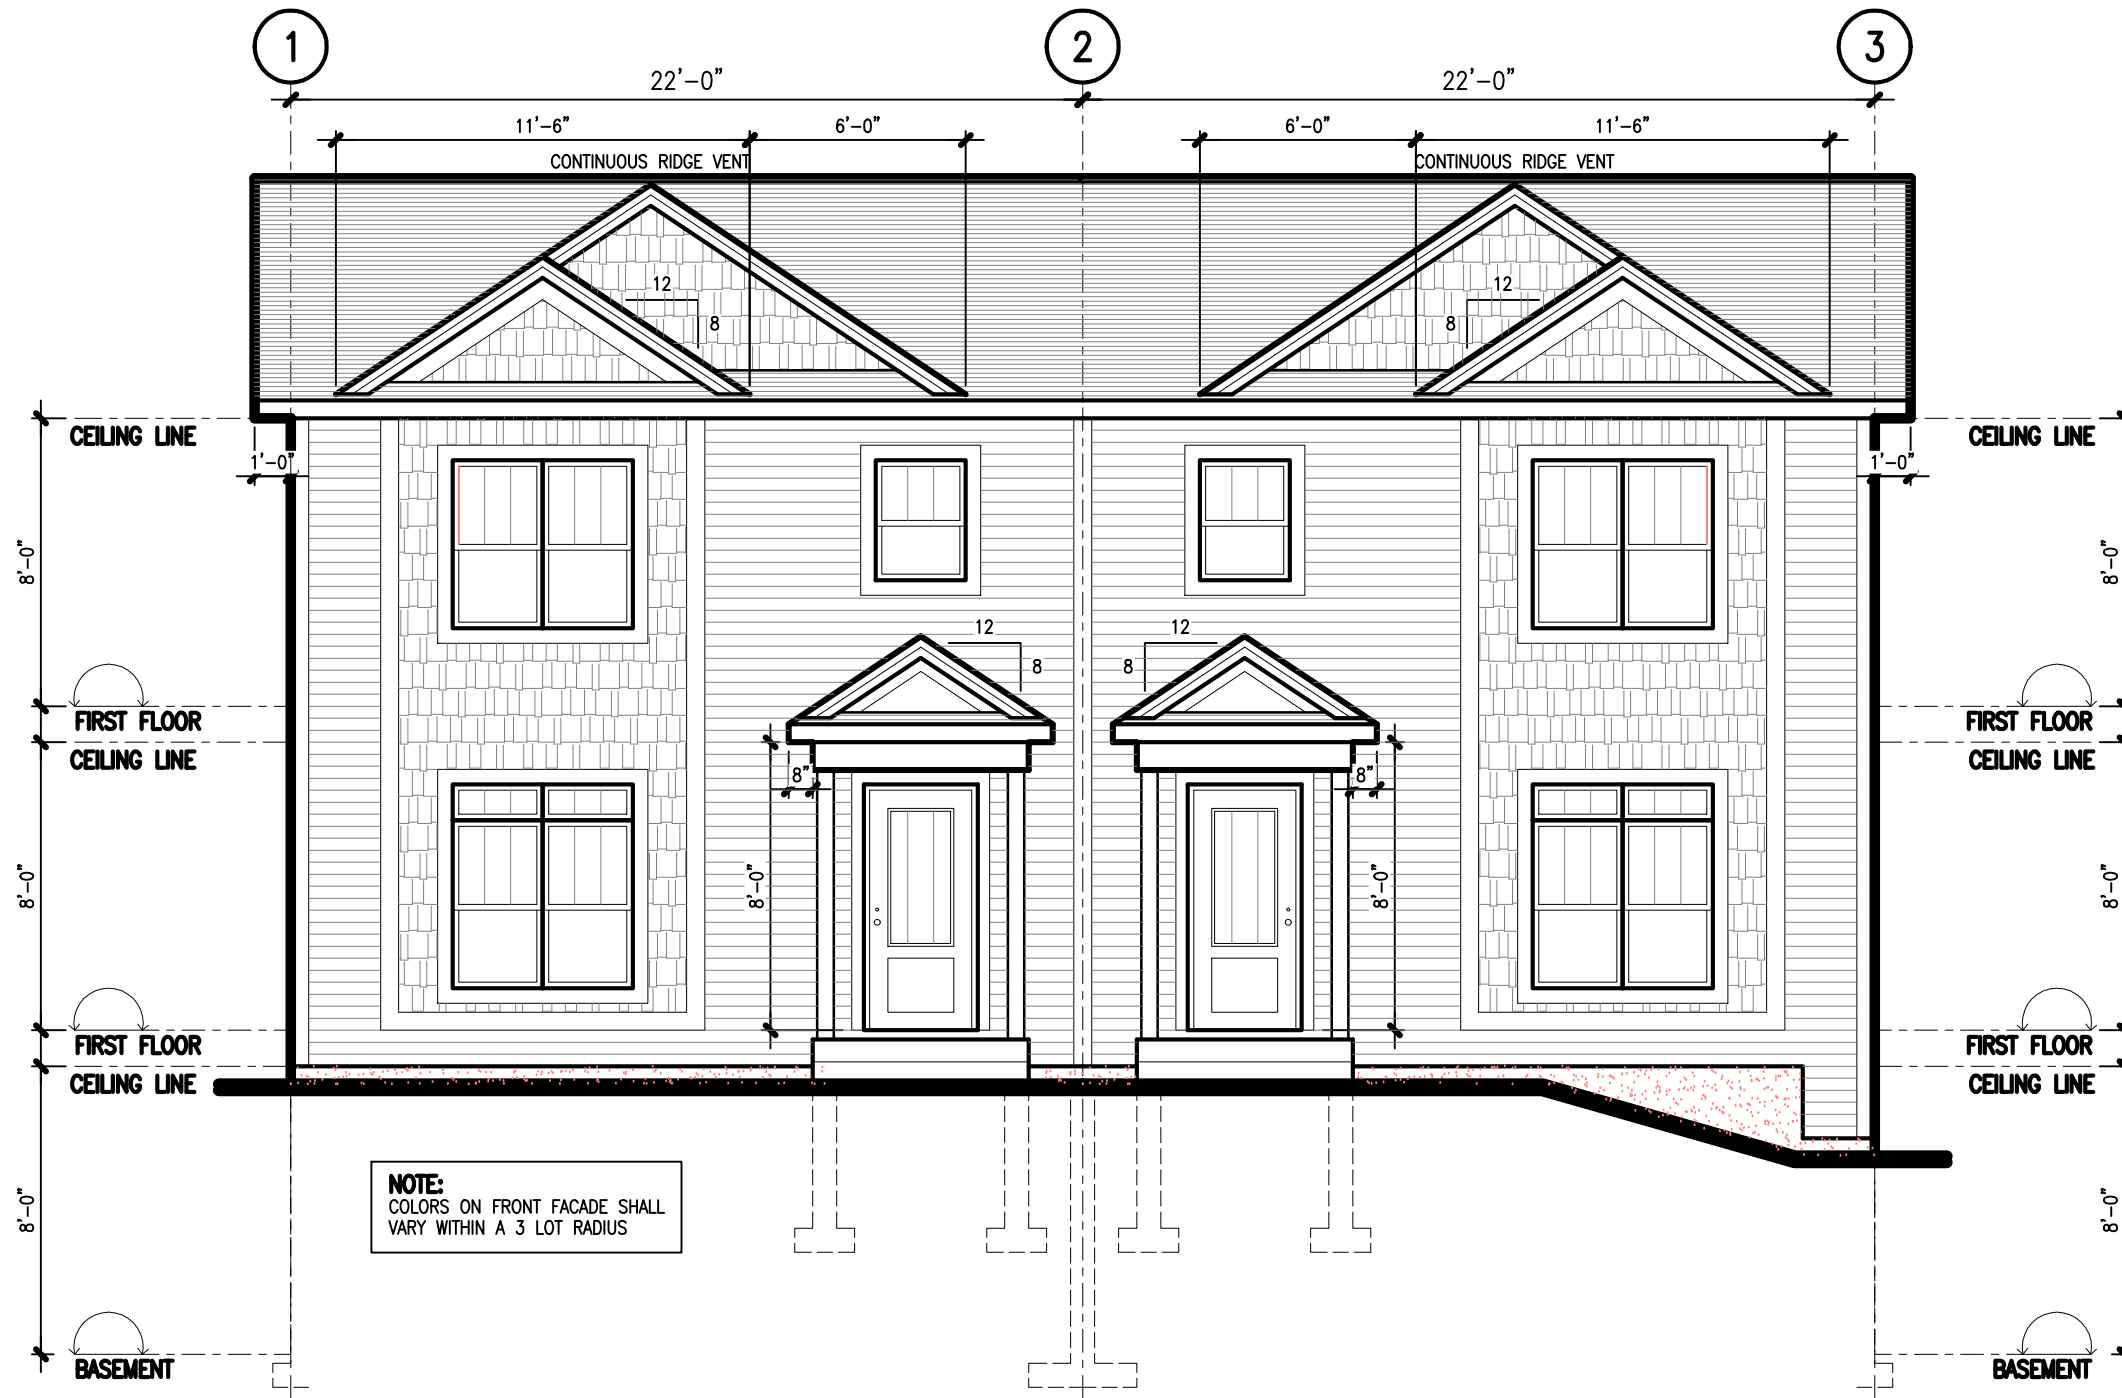 1 2 3
22'-0" 22'-0"
11'-6" 6'-0" 6'-0" 11'-6"
CONTINUOUS RIDGE VENT CONTINUOUS RIDGE VENT
12 12
8 8
CEILING LINE CEILING LINE
1'-0" 1'-0"
8'-0" 8'-0"
12 12
8 8
FIRST FLOOR FIRST FLOOR
CEILING LINE CEILING LINE
8" 8"
8'-0" 8'-0" 8'-0" 8'-0"
FIRST FLOOR FIRST FLOOR
CEILING LINE CEILING LINE
NOTE:
COLORS ON FRONT FACADE SHALL
VARY WITHIN A 3 LOT RADIUS
8'-0" 8'-0"
BASEMENT BASEMENT